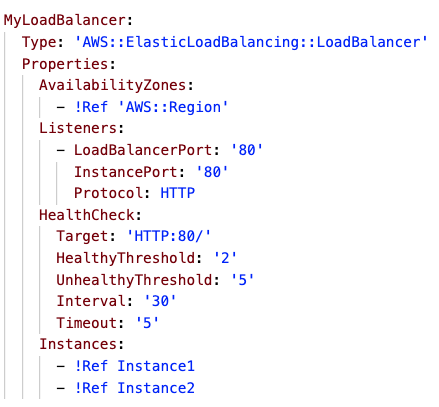 MyLoadBalancer:
  Type: 'AWS::ElasticLoadBalancing::LoadBalancer'
  Properties:
    AvailabilityZones:
      - !Ref 'AWS::Region'
    Listeners:
      - LoadBalancerPort: '80'
        InstancePort: '80'
        Protocol: HTTP
    HealthCheck:
      Target: 'HTTP:80/'
      HealthyThreshold: '2'
      UnhealthyThreshold: '5'
      Interval: '30'
      Timeout: '5'
    Instances:
      - !Ref Instance1
      - !Ref Instance2